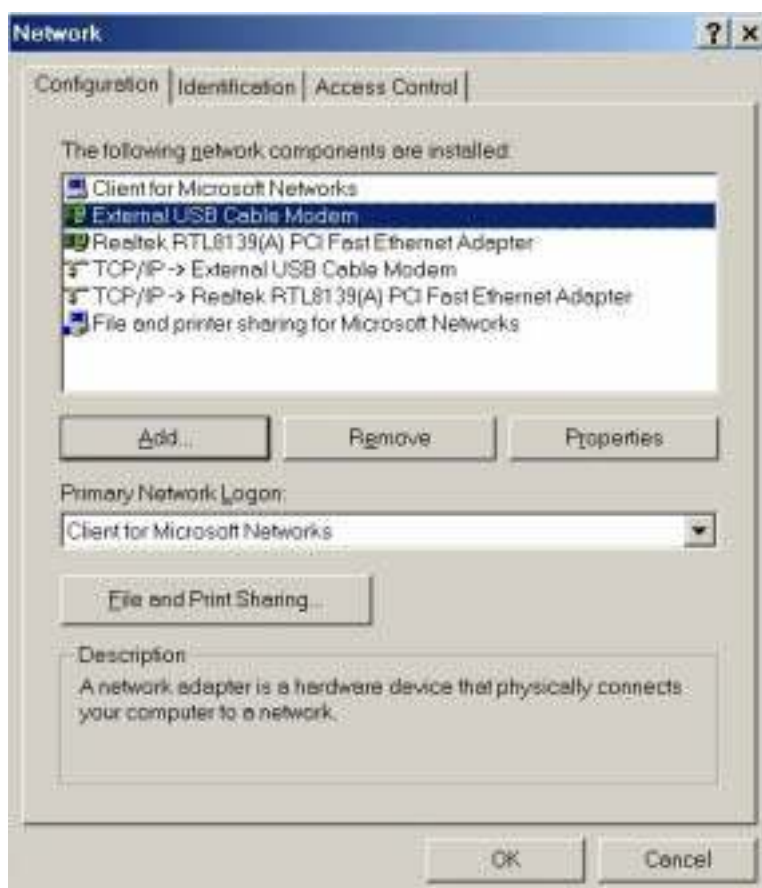 Network
? ×
Configuration Identification Access Control
The following network components are installed:
Client for Microsoft Networks
External USB Cable Modem
Realtek RTL8139(A) PCI Fast Ethernet Adapter
TCP/IP -> External USB Cable Modem
TCP/IP -> Realtek RTL8139(A) PCI Fast Ethernet Adapter
File and printer sharing for Microsoft Networks
Add... Remove Properties
Primary Network Logon:
Client for Microsoft Networks
File and Print Sharing...
Description
A network adapter is a hardware device that physically connects
your computer to a network.
OK Cancel